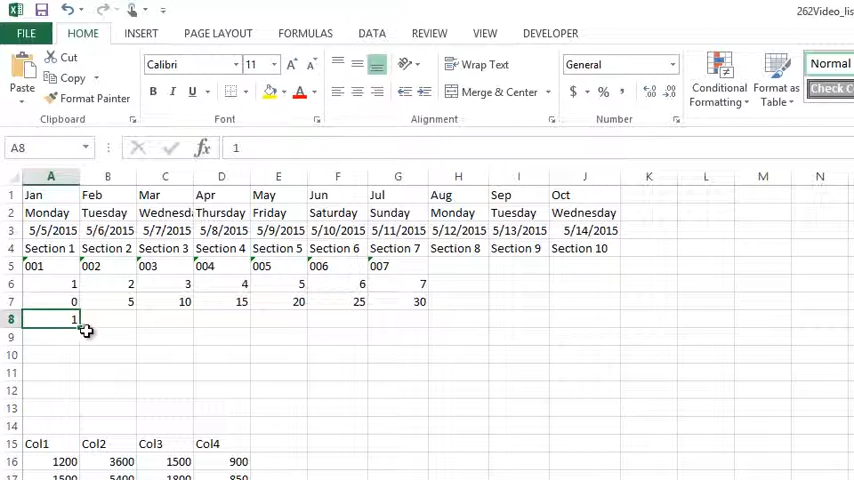 262Video_lis
FILE HOME INSERT PAGE LAYOUT FORMULAS DATA REVIEW VIEW DEVELOPER
Paste
Cut
Copy
Format Painter
Calibri 11
B I U A
Wrap Text
Merge & Center
General
$ % ,
Conditional Formatting
Format as Table
Normal
Check C
Clipboard Font Alignment Number
A8 fx 1
A B C D E F G H I J K L M N
1 Jan Feb Mar Apr May Jun Jul Aug Sep Oct
2 Monday Tuesday Wednesda Thursday Friday Saturday Sunday Monday Tuesday Wednesday
3 5/5/2015 5/6/2015 5/7/2015 5/8/2015 5/9/2015 5/10/2015 5/11/2015 5/12/2015 5/13/2015 5/14/2015
4 Section 1 Section 2 Section 3 Section 4 Section 5 Section 6 Section 7 Section 8 Section 9 Section 10
5 001 002 003 004 005 006 007
6 1 2 3 4 5 6 7
7 0 5 10 15 20 25 30
8 1
9
10
11
12
13
14
15 Col1 Col2 Col3 Col4
16 1200 3600 1500 900
17 1500 5400 1800 850